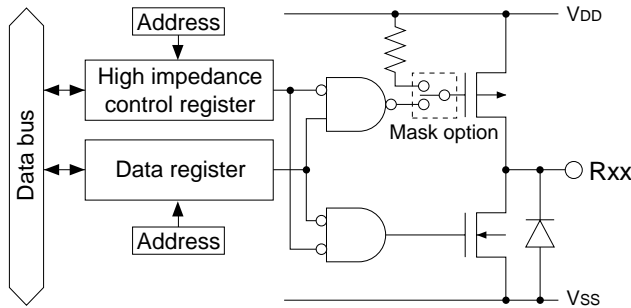 Address
VDD
High impedance
control register
Mask option
Data bus
Data register
Rxx
Address
VSS